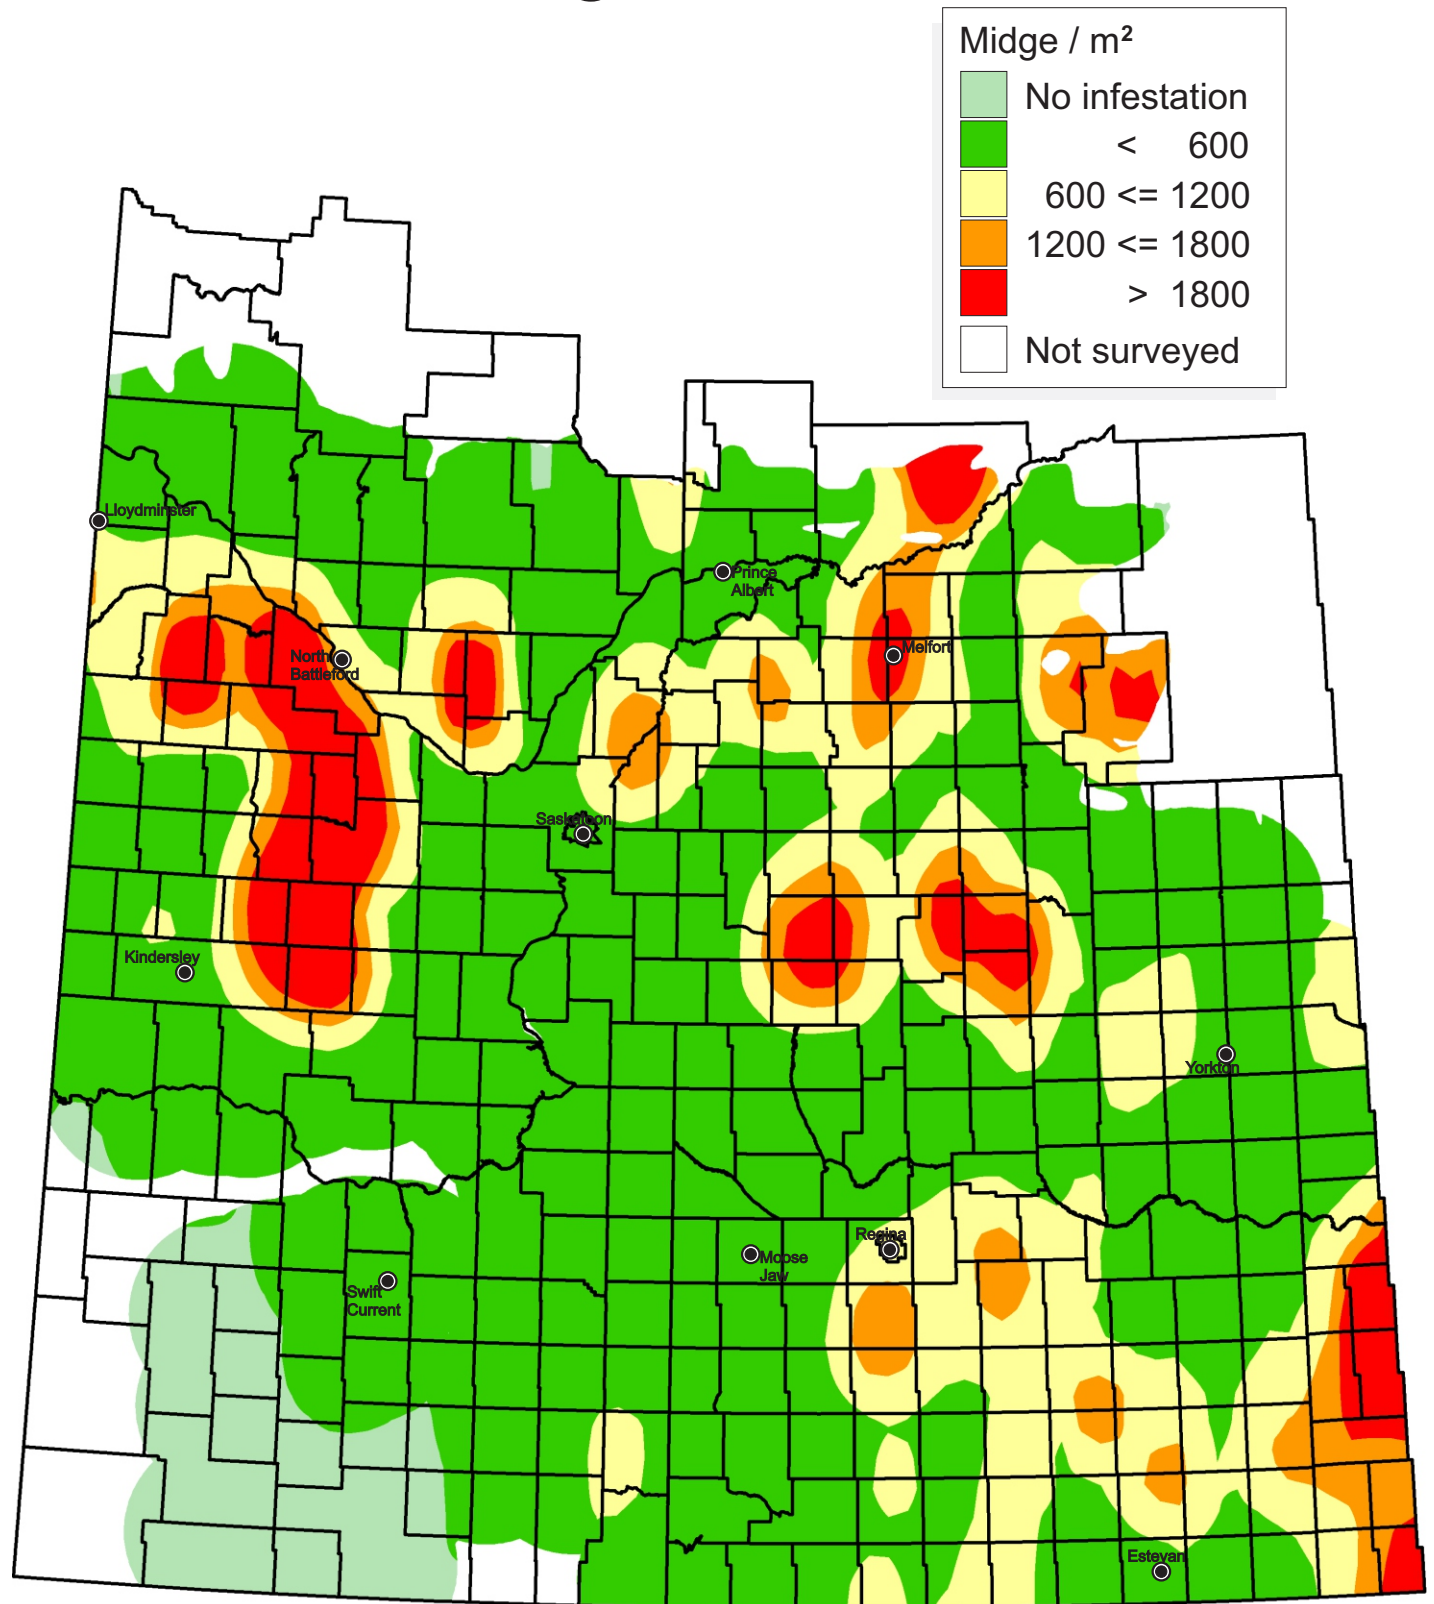 Midge / m²
No infestation
< 600
600 <= 1200
1200 <= 1800
> 1800
Not surveyed
Lloydminster
Prince
Albert
North
Battleford
Melfort
Saskatoon
Kindersley
Yorkton
Regina
Moose
Jaw
Swift
Current
Estevan